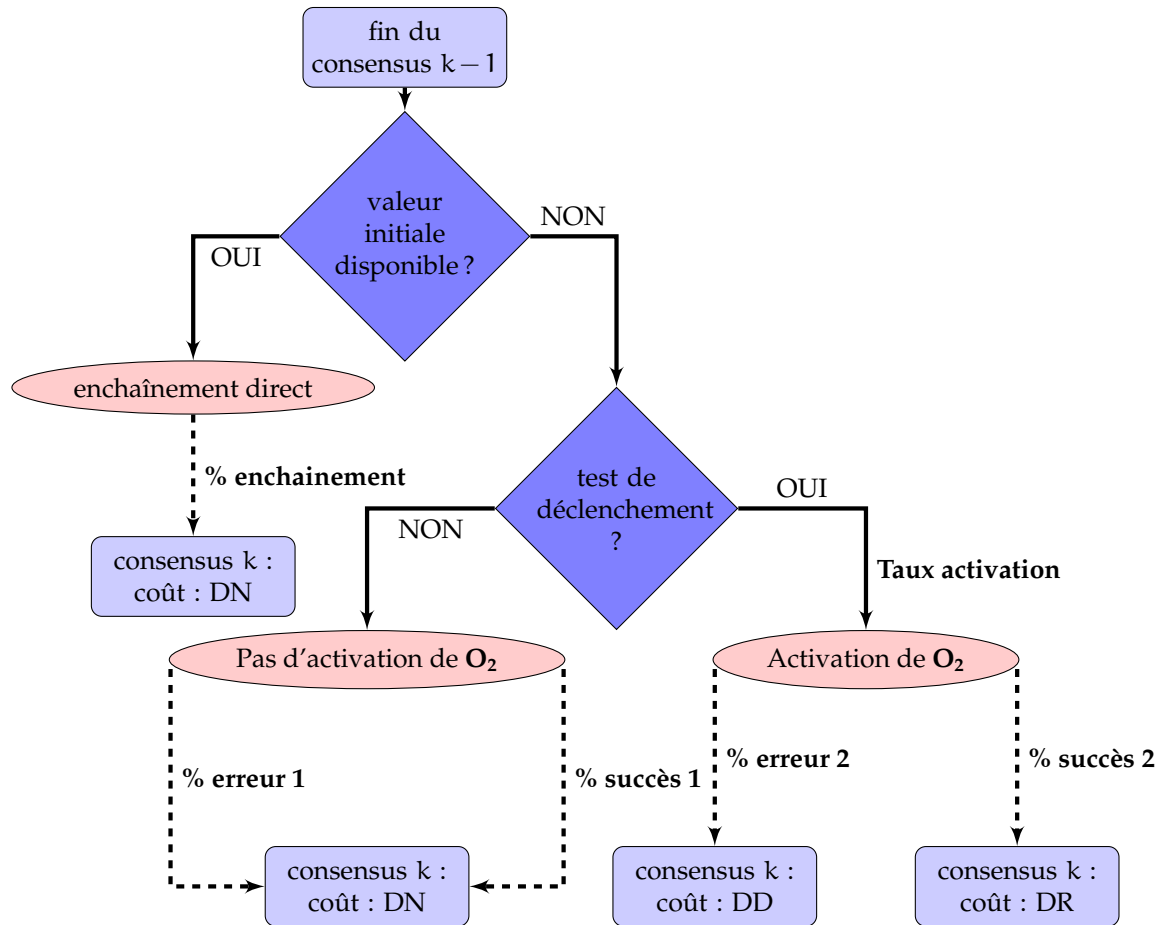 fin du
consensus k − 1
valeur
initiale
disponible ?
OUI
NON
enchaînement direct
% enchainement
consensus k :
coût : DN
test de
déclenchement
?
NON
OUI
Taux activation
Pas d'activation de O₂
Activation de O₂
% erreur 1
% succès 1
% erreur 2
% succès 2
consensus k :
coût : DN
consensus k :
coût : DD
consensus k :
coût : DR